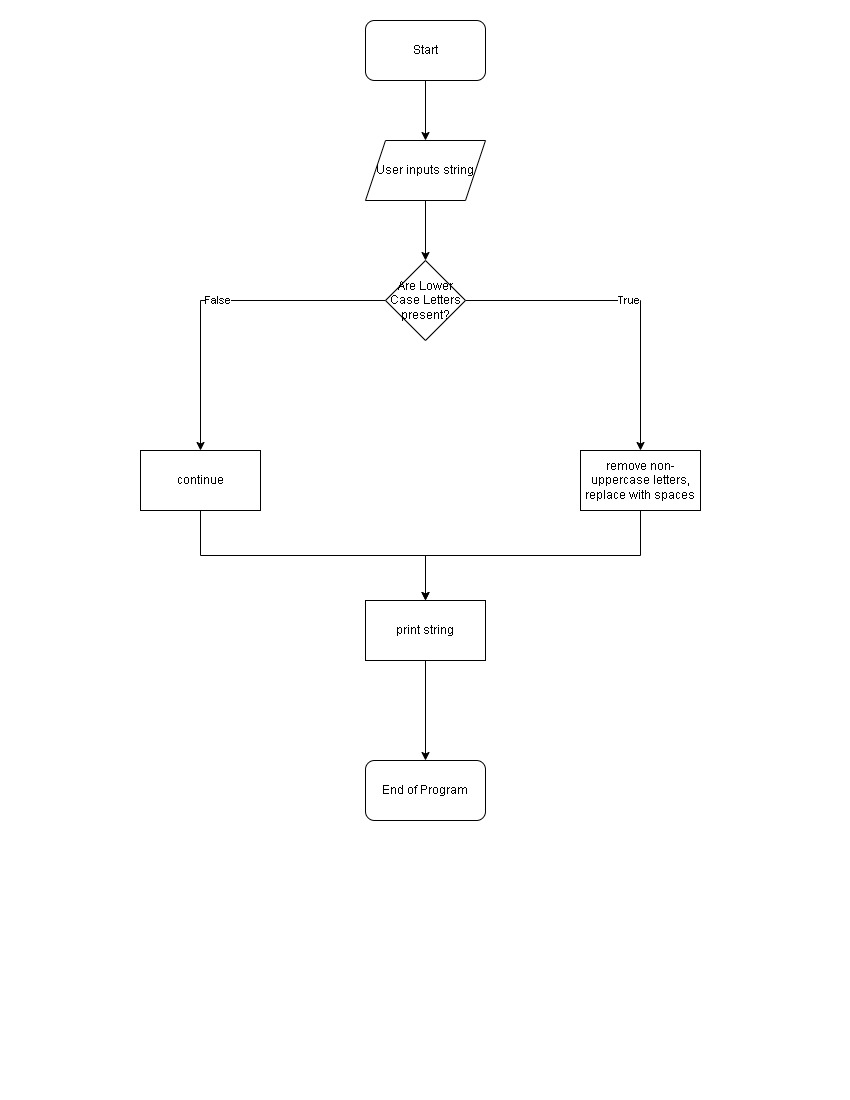 Start
User inputs string
Are Lower
Case Letters
present?
False
True
continue
remove non-
uppercase letters,
replace with spaces
print string
End of Program